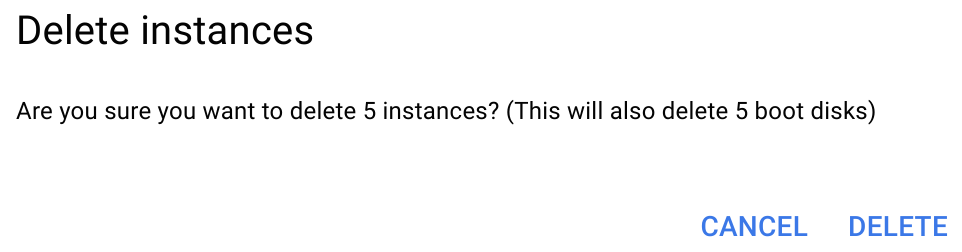 Delete instances
Are you sure you want to delete 5 instances? (This will also delete 5 boot disks)
CANCEL DELETE